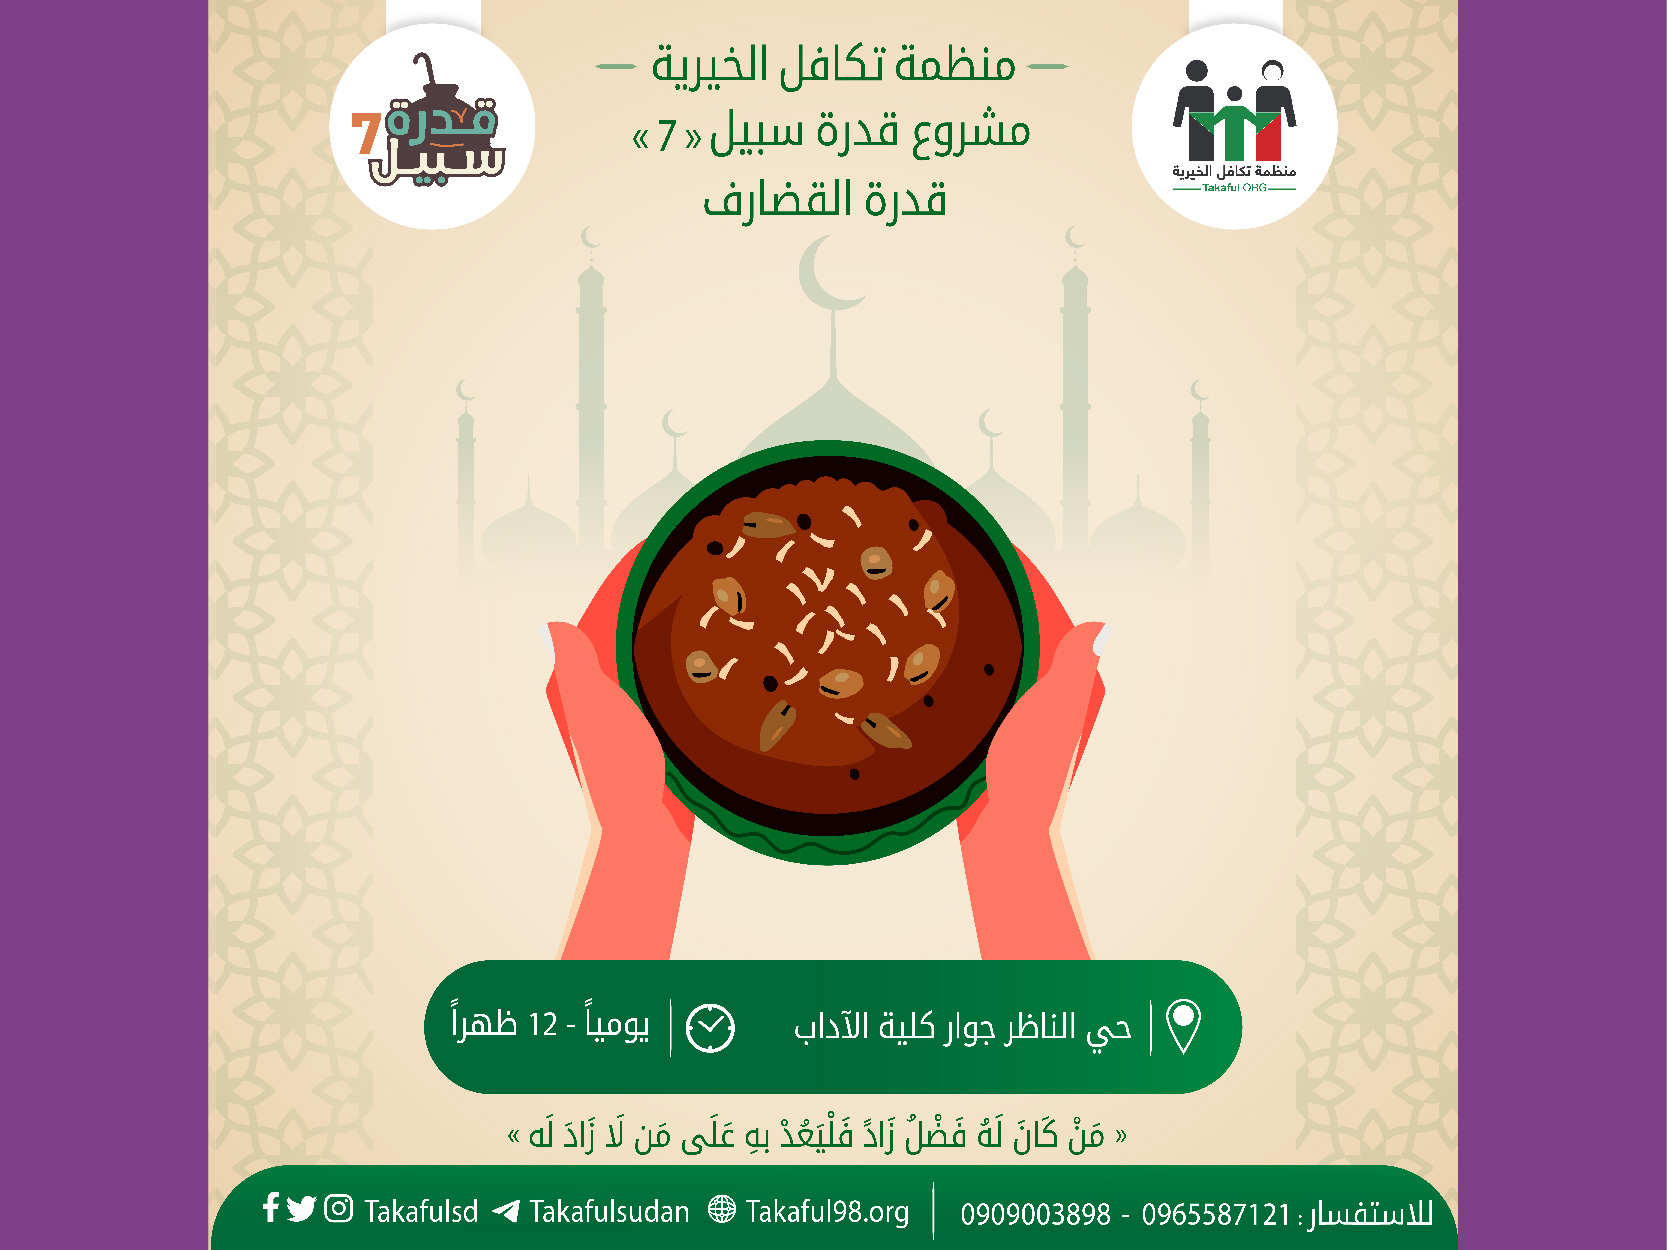 منظمة تكافل الخيرية
مشروع قدرة سبيل « 7 »
قدرة القضارف
قدرة
سبيل
7
منظمة تكافل الخيرية
Takaful ORG
حي الناظر جوار كلية الآداب
يومياً - 12 ظهراً
« مَنْ كَانَ لَهُ فَضْلُ زَادً فَلْيَعُدْ بِهِ عَلَى مَن لَا زَادَ لَه »
للاستفسار : 0965587121 - 0909003898
Takaful98.org
Takafulsudan
Takafulsd